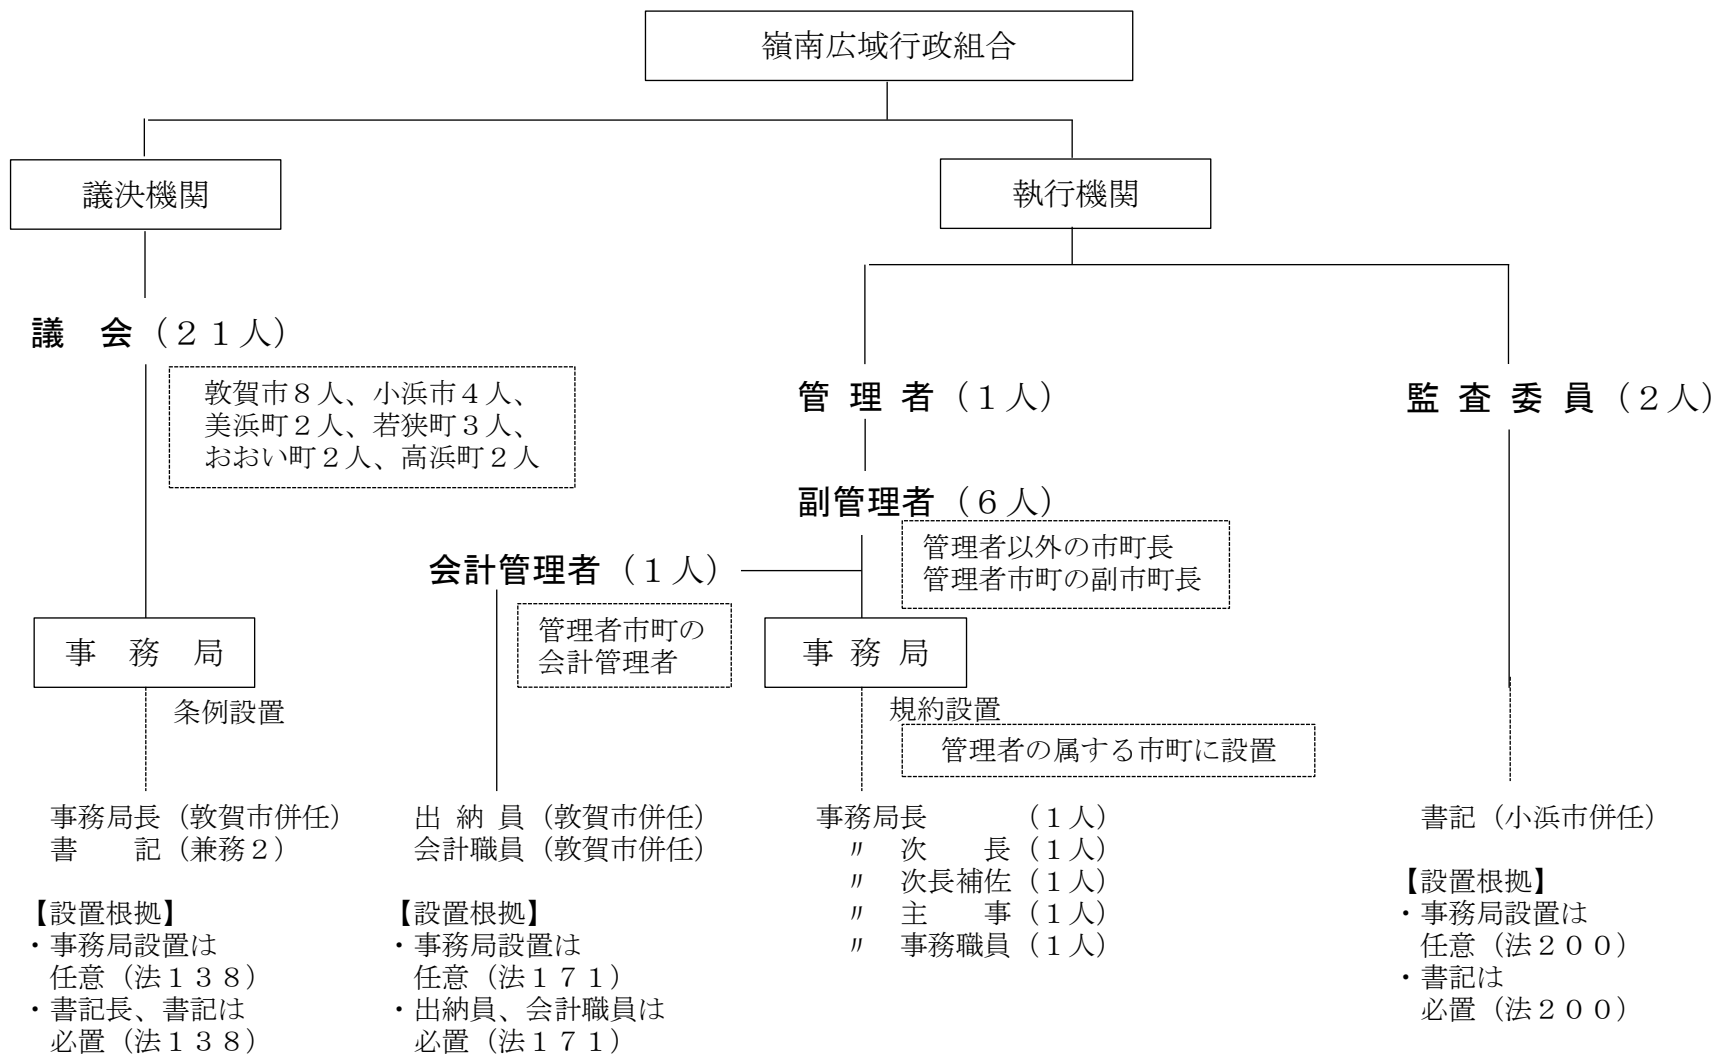 嶺南広域行政組合
議決機関
執行機関
議　会（２１人）
敦賀市８人、小浜市４人、
美浜町２人、若狭町３人、
おおい町２人、高浜町２人
管 理 者（１人）
監 査 委 員（２人）
副管理者（６人）
管理者以外の市町長
管理者市町の副市町長
会計管理者（１人）
管理者市町の
会計管理者
事　務　局
事 務 局
条例設置
規約設置
管理者の属する市町に設置
事務局長（敦賀市併任）
書　　記（兼務２）
【設置根拠】
・事務局設置は
任意（法１３８）
・書記長、書記は
必置（法１３８）
出 納 員（敦賀市併任）
会計職員（敦賀市併任）
【設置根拠】
・事務局設置は
任意（法１７１）
・出納員、会計職員は
必置（法１７１）
事務局長　　　（１人）
〃　次　　長（１人）
〃　次長補佐（１人）
〃　主　　事（１人）
〃　事務職員（１人）
書記（小浜市併任）
【設置根拠】
・事務局設置は
任意（法２００）
・書記は
必置（法２００）